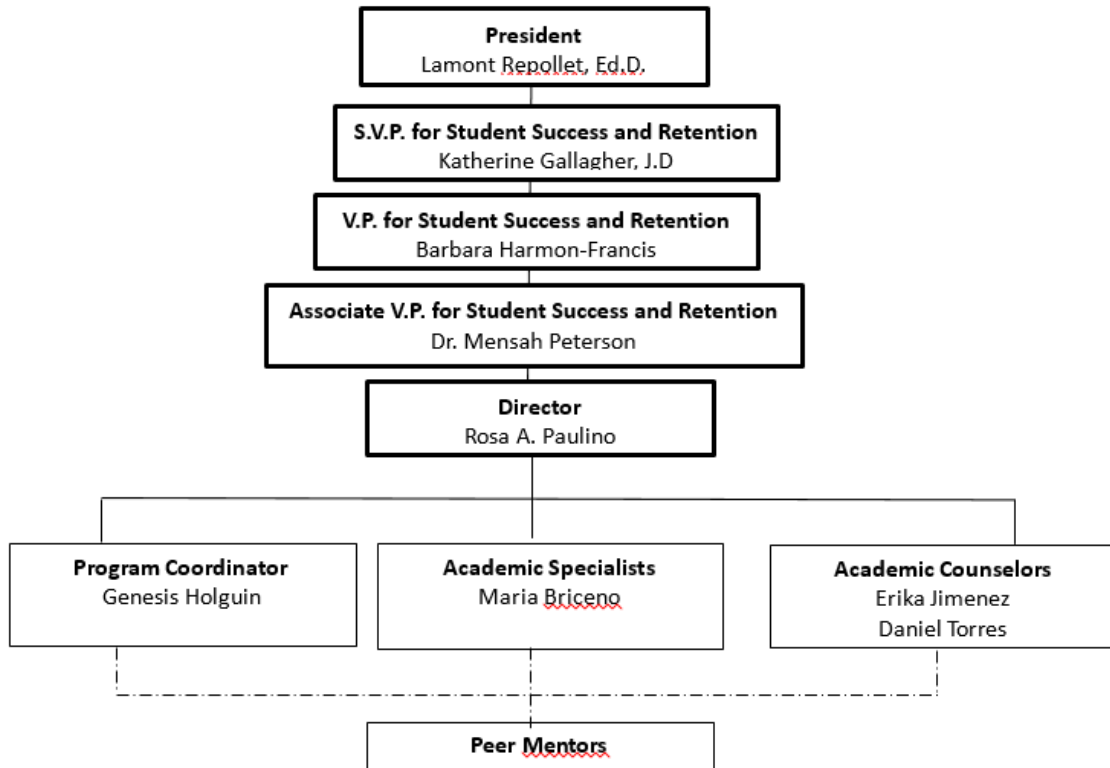 President
Lamont Repollet, Ed.D.
S.V.P. for Student Success and Retention
Katherine Gallagher, J.D
V.P. for Student Success and Retention
Barbara Harmon-Francis
Associate V.P. for Student Success and Retention
Dr. Mensah Peterson
Director
Rosa A. Paulino
Program Coordinator
Genesis Holguin
Academic Specialists
Maria Briceno
Academic Counselors
Erika Jimenez
Daniel Torres
Peer Mentors